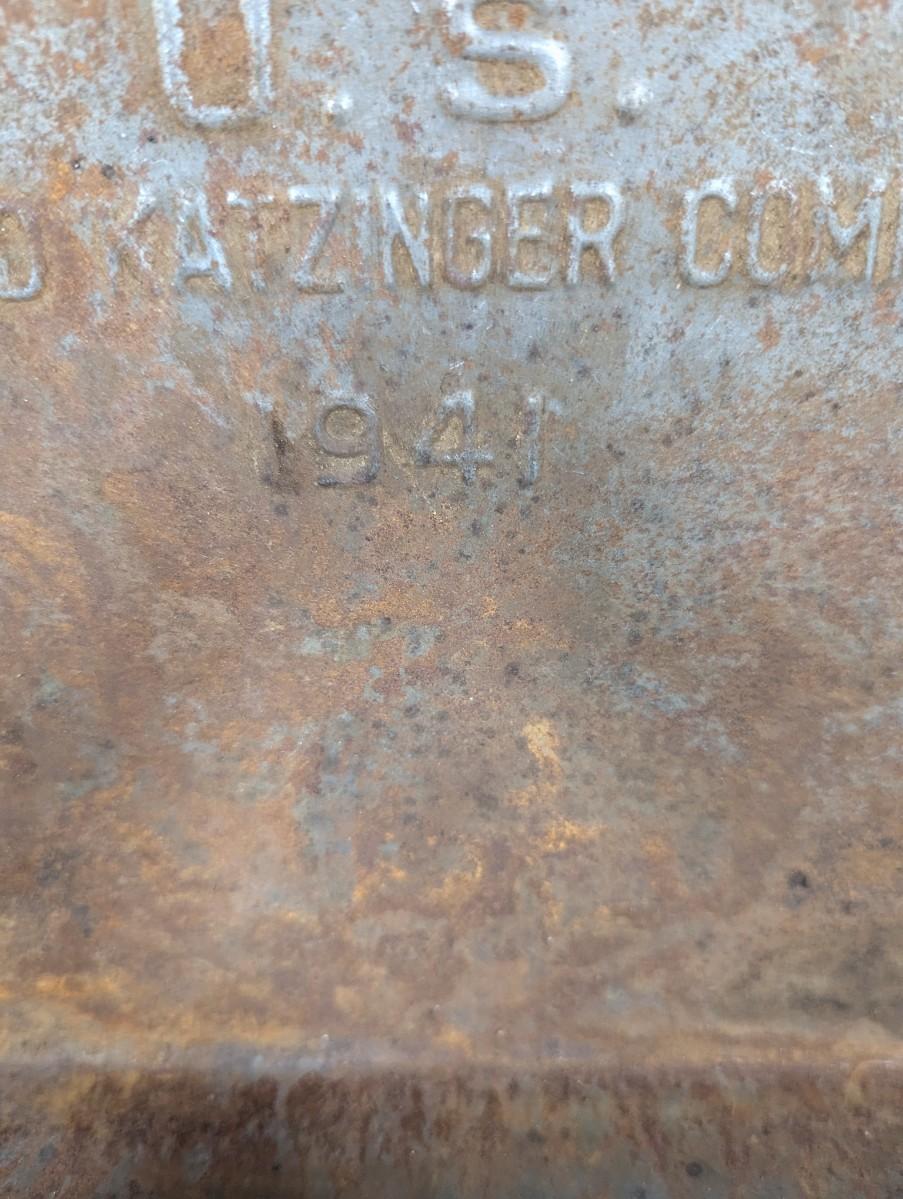 U.S.
D KATZINGER COM
1941